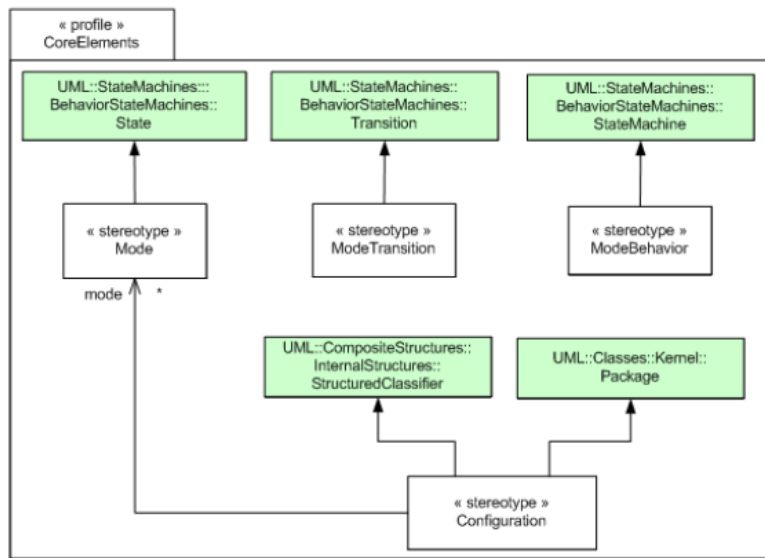 « profile »
CoreElements
UML::StateMachines:::
BehaviorStateMachines::
State
UML::StateMachines::
BehaviorStateMachines::
Transition
UML::StateMachines::
BehaviorStateMachines::
StateMachine
« stereotype »
Mode
« stereotype »
ModeTransition
« stereotype »
ModeBehavior
mode *
UML::CompositeStructures::
InternalStructures::
StructuredClassifier
UML::Classes::Kernel::
Package
« stereotype »
Configuration